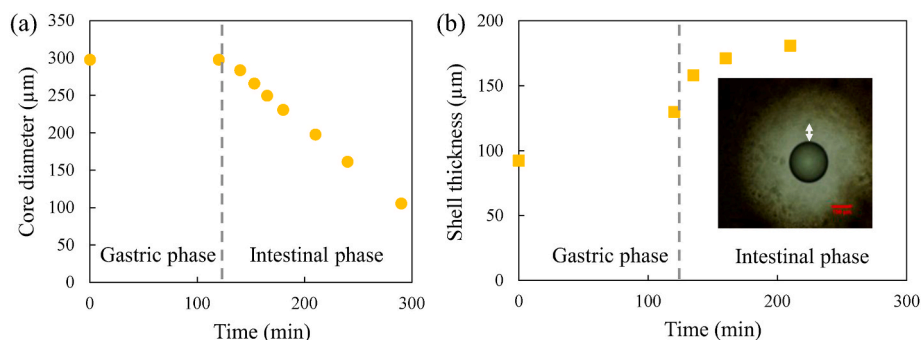 (a)
350
300
250
200
150
100
50
0
Core diameter (µm)
Gastric phase
Intestinal phase
0 100 200 300
Time (min)
(b)
200
150
100
50
0
Shell thickness (µm)
Gastric phase
Intestinal phase
0 100 200 300
Time (min)